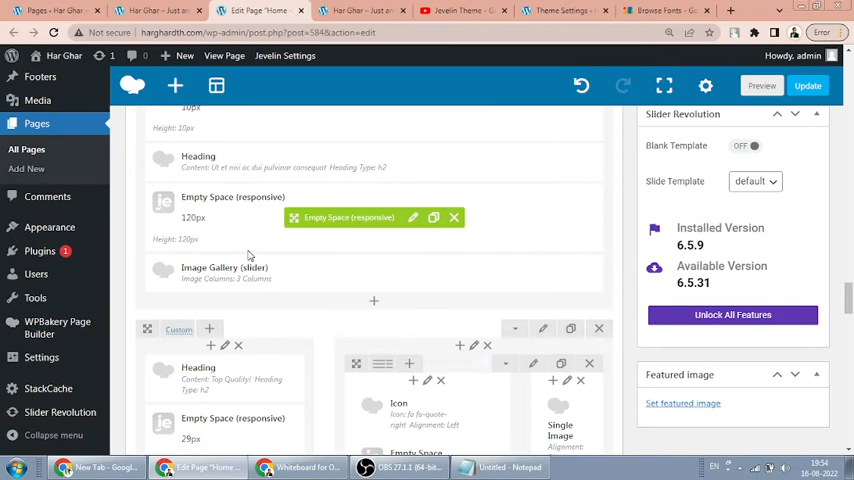 Pages ‹ Har Ghar
Har Ghar – Just an
Edit Page "Home
Har Ghar – Just an
Jevelin Theme - G
Theme Settings ‹ H
Browse Fonts - Go
Not secure
harghardth.com/wp-admin/post.php?post=584&action=edit
Error
Har Ghar
1
0
New
View Page
Jevelin Settings
Howdy, admin
Footers
Media
Pages
All Pages
Add New
Comments
Appearance
Plugins 1
Users
Tools
WPBakery Page
Builder
Settings
StackCache
Slider Revolution
Collapse menu
Preview
Update
10px
Height: 10px
Heading
Content: Ut et nisi ac dui pulvinar consequat Heading Type: h2
Empty Space (responsive)
120px
Empty Space (responsive)
Height: 120px
Image Gallery (slider)
Image Columns: 3 Columns
Custom
Heading
Content: Top Quality! Heading
Type: h2
Empty Space (responsive)
29px
Icon
Icon: fa fa-quote-
right Alignment: Left
Single
Image
Alignment:
Slider Revolution
Blank Template
OFF
Slide Template
default
Installed Version
6.5.9
Available Version
6.5.31
Unlock All Features
Featured image
Set featured image
New Tab - Googl...
Edit Page "Home ...
Whiteboard for O...
OBS 27.1.1 (64-bit...
Untitled - Notepad
EN
19:54
16-08-2022